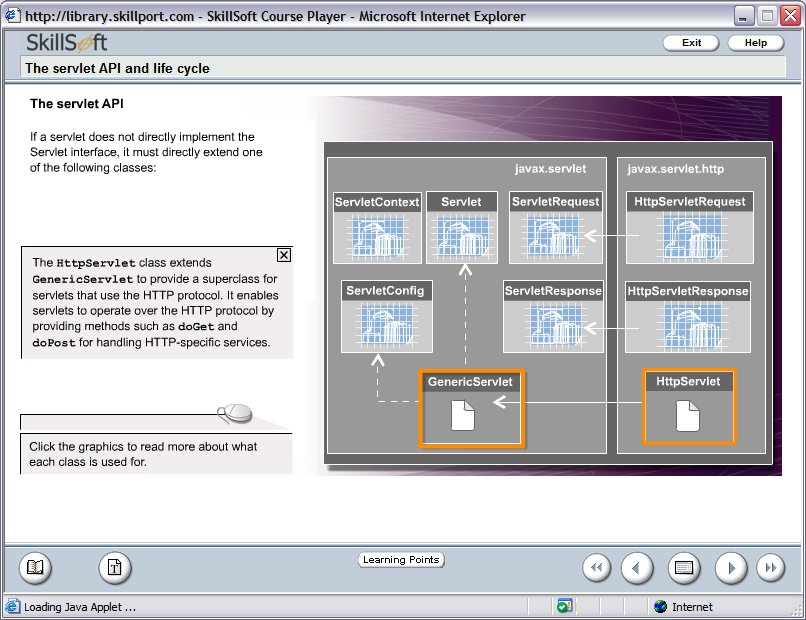 http://library.skillport.com - SkillSoft Course Player - Microsoft Internet Explorer
SkillSoft
Exit
Help
The servlet API and life cycle
The servlet API
If a servlet does not directly implement the
Servlet interface, it must directly extend one
of the following classes:
The HttpServlet class extends
GenericServlet to provide a superclass for
servlets that use the HTTP protocol. It enables
servlets to operate over the HTTP protocol by
providing methods such as doGet and
doPost for handling HTTP-specific services.
Click the graphics to read more about what
each class is used for.
javax.servlet
javax.servlet.http
ServletContext
Servlet
ServletRequest
HttpServletRequest
ServletConfig
ServletResponse
HttpServletResponse
GenericServlet
HttpServlet
T
Learning Points
Loading Java Applet ...
Internet